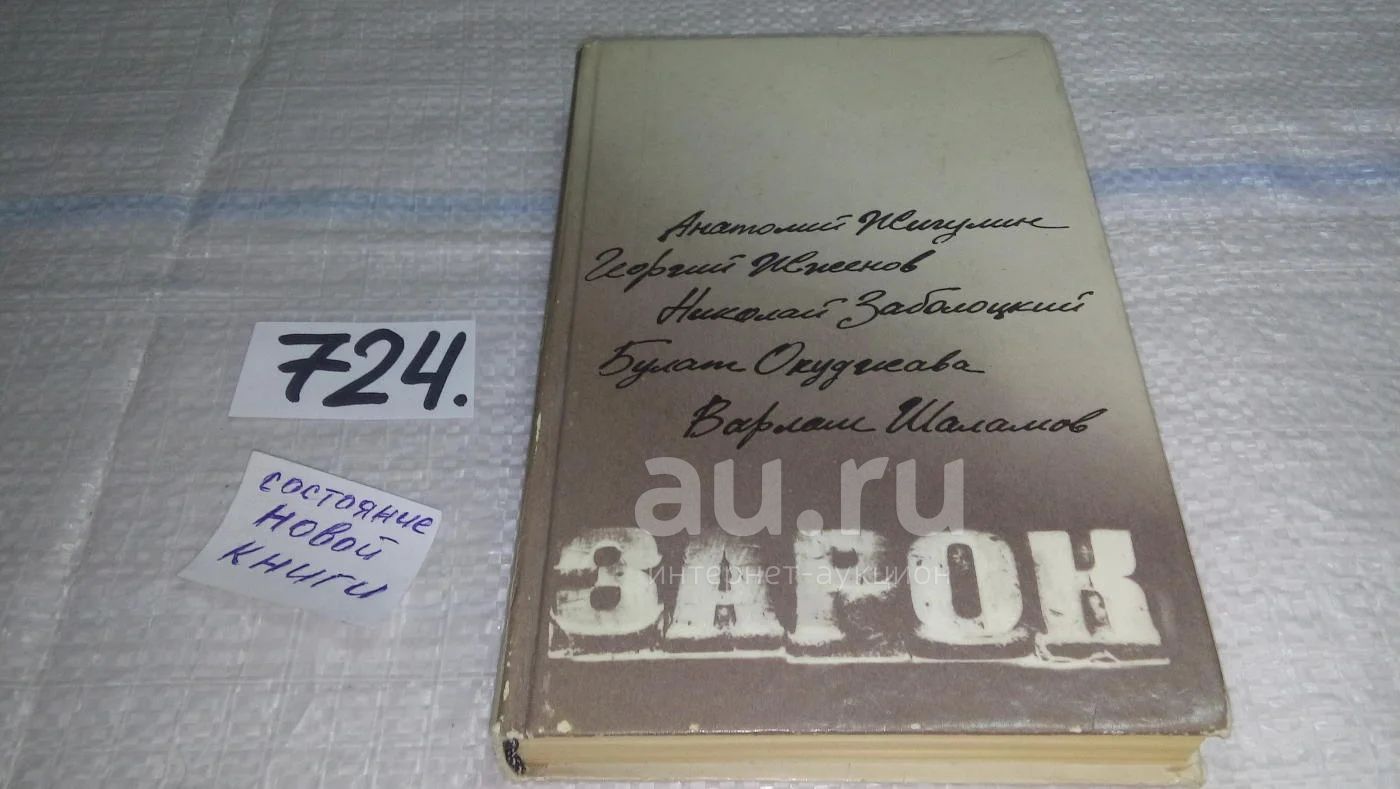 Анатолий Жигулин
Георгий Жженов
Николай Заболоцкий
Булат Окуджава
Варлам Шаламов
ЗАРОК
724.
состояние
новой
книги
au.ru
интернет-аукцион